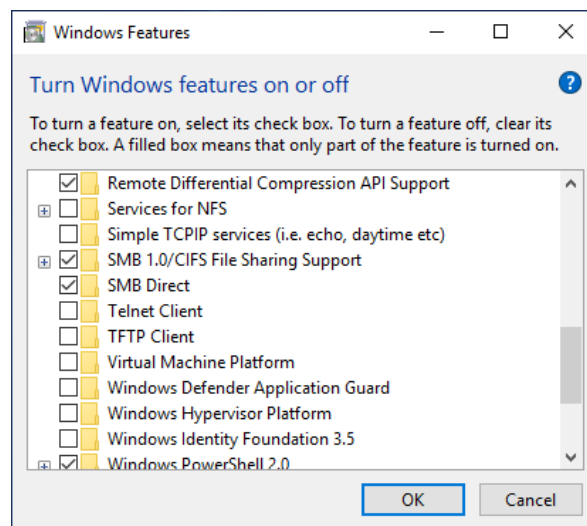 Windows Features
Turn Windows features on or off
?
To turn a feature on, select its check box. To turn a feature off, clear its
check box. A filled box means that only part of the feature is turned on.
Remote Differential Compression API Support
Services for NFS
Simple TCPIP services (i.e. echo, daytime etc)
SMB 1.0/CIFS File Sharing Support
SMB Direct
Telnet Client
TFTP Client
Virtual Machine Platform
Windows Defender Application Guard
Windows Hypervisor Platform
Windows Identity Foundation 3.5
Windows PowerShell 2.0
OK
Cancel